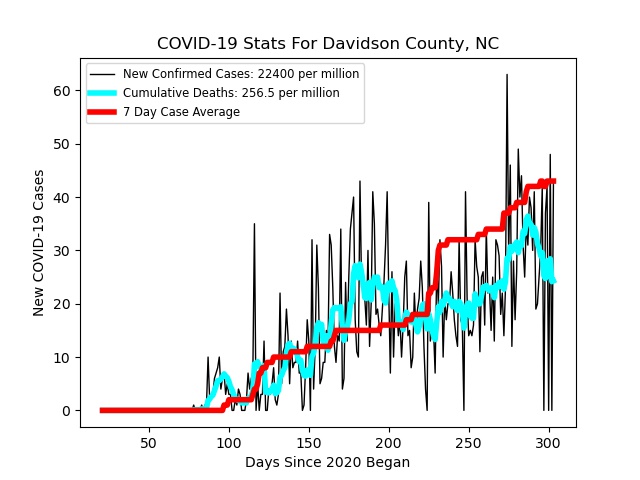 COVID-19 Stats For Davidson County, NC
New Confirmed Cases: 22400 per million
Cumulative Deaths: 256.5 per million
7 Day Case Average
New COVID-19 Cases
60
50
40
30
20
10
0
50 100 150 200 250 300
Days Since 2020 Began